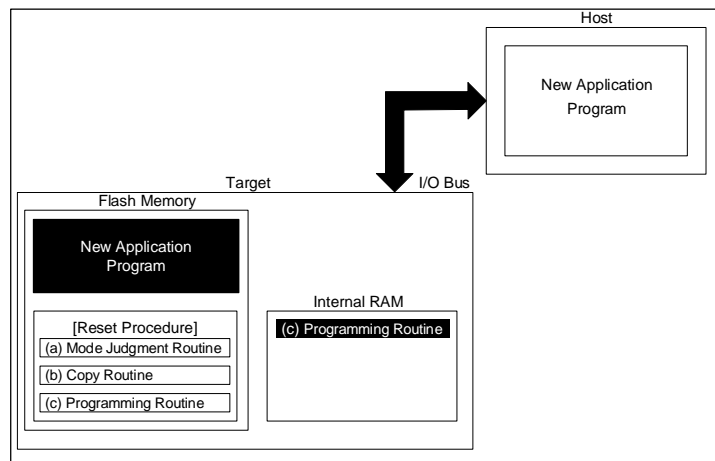 Host
New Application
Program
Target
I/O Bus
Flash Memory
New Application
Program
Internal RAM
[Reset Procedure]
(a) Mode Judgment Routine
(b) Copy Routine
(c) Programming Routine
(c) Programming Routine